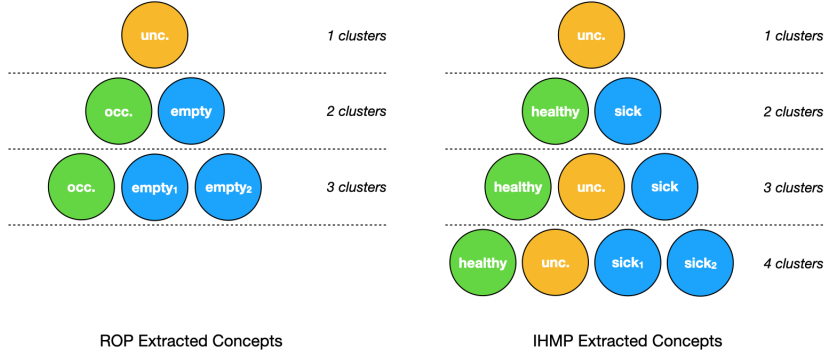 unc.
1 clusters
occ.
empty
2 clusters
occ.
empty₁
empty₂
3 clusters
ROP Extracted Concepts
unc.
1 clusters
healthy
sick
2 clusters
healthy
unc.
sick
3 clusters
healthy
unc.
sick₁
sick₂
4 clusters
IHMP Extracted Concepts